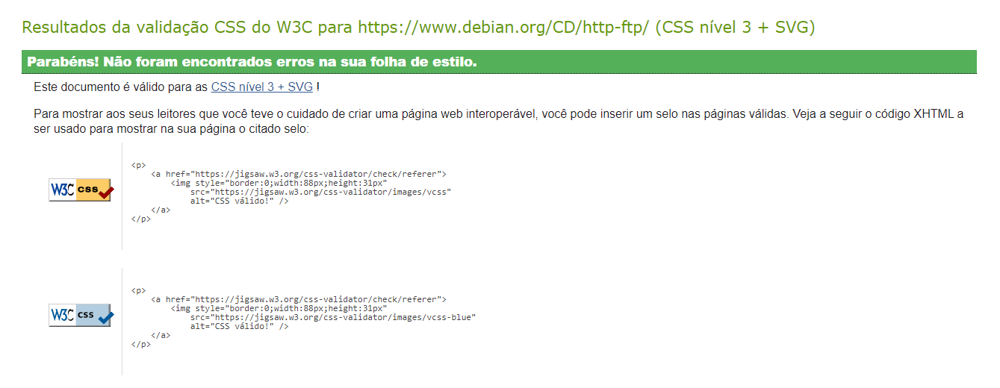 Resultados da validação CSS do W3C para https://www.debian.org/CD/http-ftp/ (CSS nível 3 + SVG)
Parabéns! Não foram encontrados erros na sua folha de estilo.
Este documento é válido para as CSS nível 3 + SVG !
Para mostrar aos seus leitores que você teve o cuidado de criar uma página web interoperável, você pode inserir um selo nas páginas válidas. Veja a seguir o código XHTML a
ser usado para mostrar na sua página o citado selo:
W3C css
<p>
    <a href="https://jigsaw.w3.org/css-validator/check/referer">
        <img style="border:0;width:88px;height:31px"
            src="https://jigsaw.w3.org/css-validator/images/vcss"
            alt="CSS válido!" />
    </a>
</p>
W3C css
<p>
    <a href="https://jigsaw.w3.org/css-validator/check/referer">
        <img style="border:0;width:88px;height:31px"
            src="https://jigsaw.w3.org/css-validator/images/vcss-blue"
            alt="CSS válido!" />
    </a>
</p>